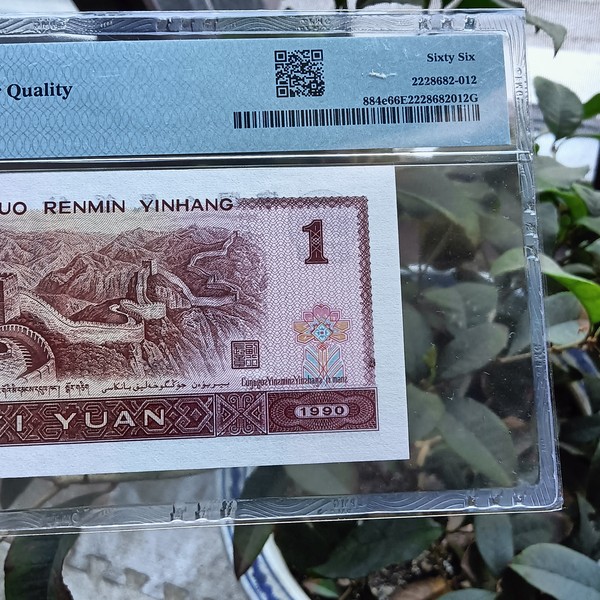 Sixty Six
r Quality
2228682-012
884e66E2228682012G
UO RENMIN YINHANG
1
I YUAN
1990